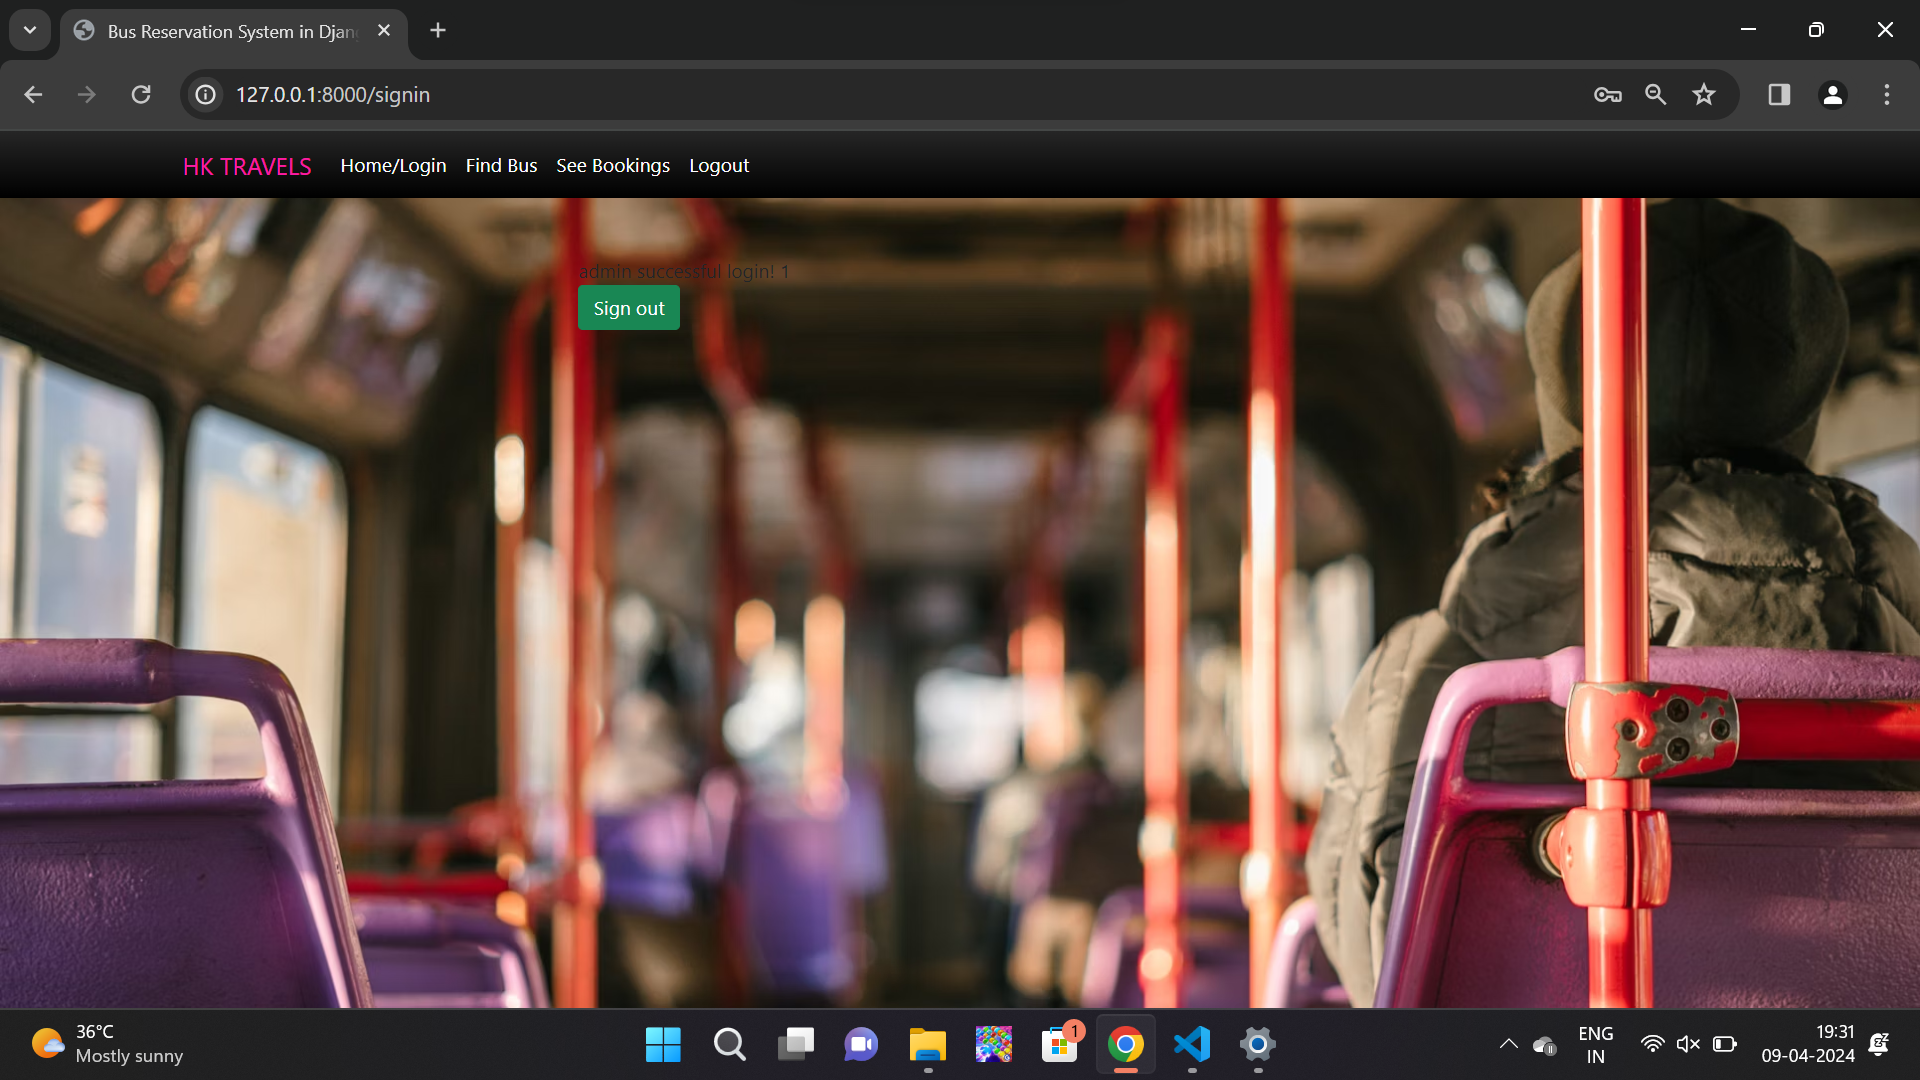 Bus Reservation System in Djan
127.0.0.1:8000/signin
HK TRAVELS Home/Login Find Bus See Bookings Logout
admin successful login! 1
Sign out
36°C
Mostly sunny
1
ENG
IN
19:31
09-04-2024